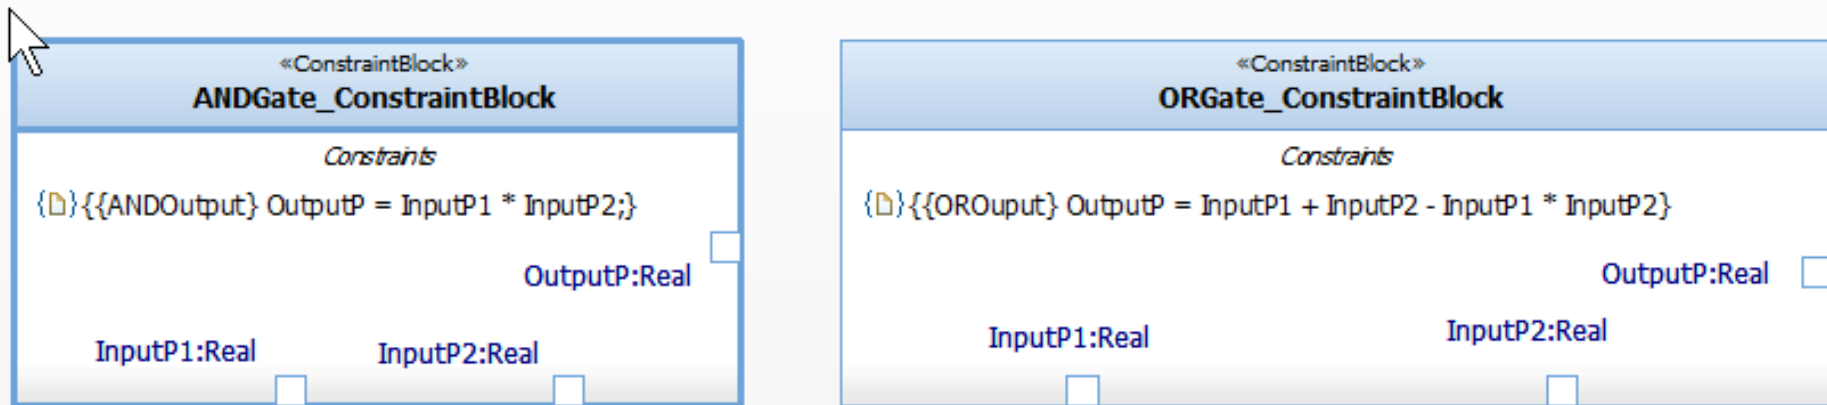 «ConstraintBlock»
ANDGate_ConstraintBlock
Constraints
{{ANDOutput} OutputP = InputP1 * InputP2;}
OutputP:Real
InputP1:Real
InputP2:Real
«ConstraintBlock»
ORGate_ConstraintBlock
Constraints
{{OROuput} OutputP = InputP1 + InputP2 - InputP1 * InputP2}
OutputP:Real
InputP1:Real
InputP2:Real